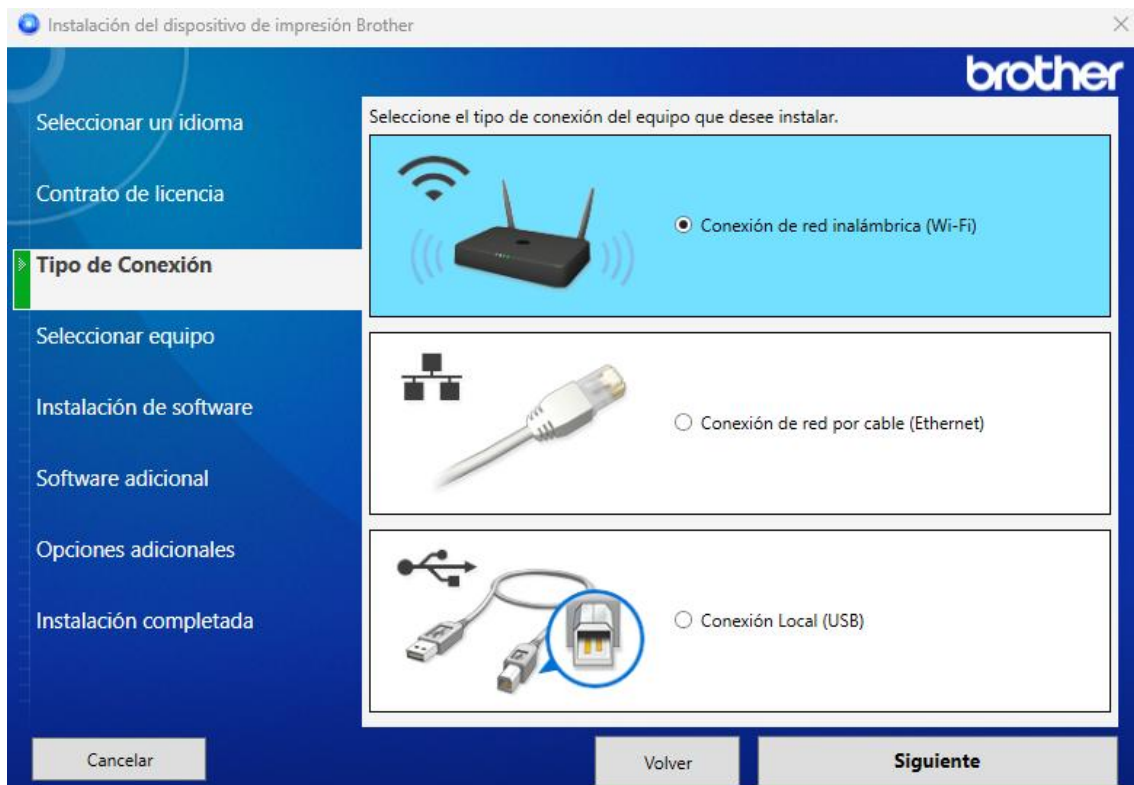 Instalación del dispositivo de impresión Brother
brother
Seleccionar un idioma
Contrato de licencia
Tipo de Conexión
Seleccionar equipo
Instalación de software
Software adicional
Opciones adicionales
Instalación completada
Seleccione el tipo de conexión del equipo que desee instalar.
Conexión de red inalámbrica (Wi-Fi)
Conexión de red por cable (Ethernet)
Conexión Local (USB)
Cancelar
Volver
Siguiente